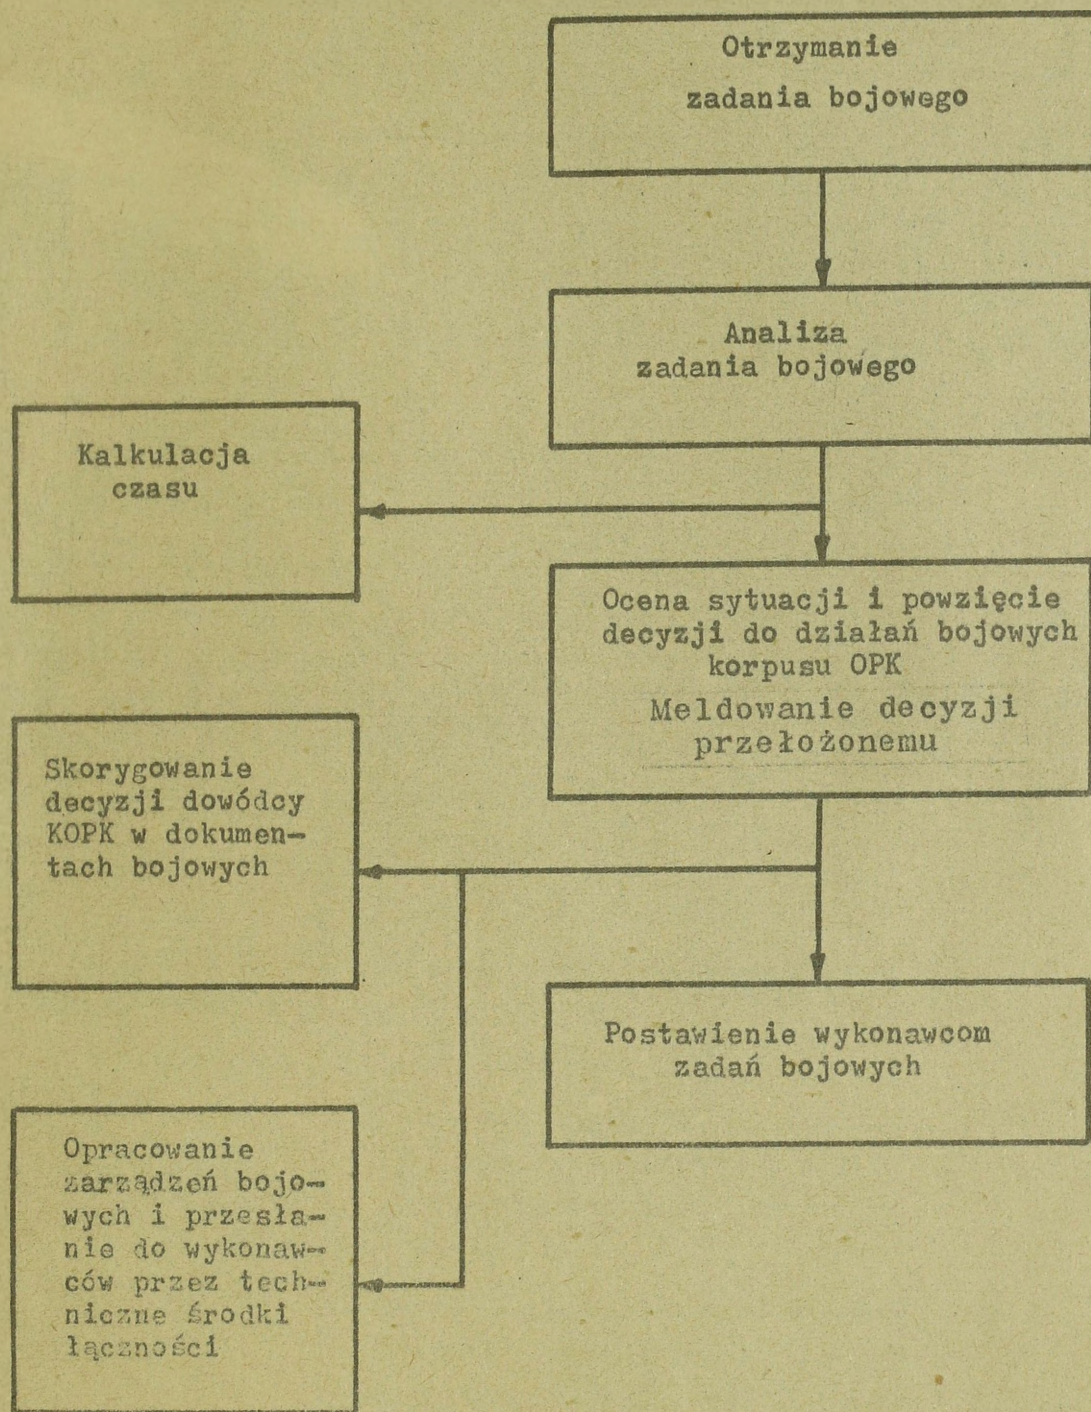 Otrzymanie
zadania bojowego
Analiza
zadania bojowego
Kalkulacja
czasu
Ocena sytuacji i powzięcie
decyzji do działań bojowych
korpusu OPK
Meldowanie decyzji
przełożonemu
Skorygowanie
decyzji dowódcy
KOPK w dokumen-
tach bojowych
Postawienie wykonawcom
zadań bojowych
Opracowanie
zarządzeń bojo-
wych i przesła-
nie do wykonaw-
ców przez tech-
niczne środki
łączności